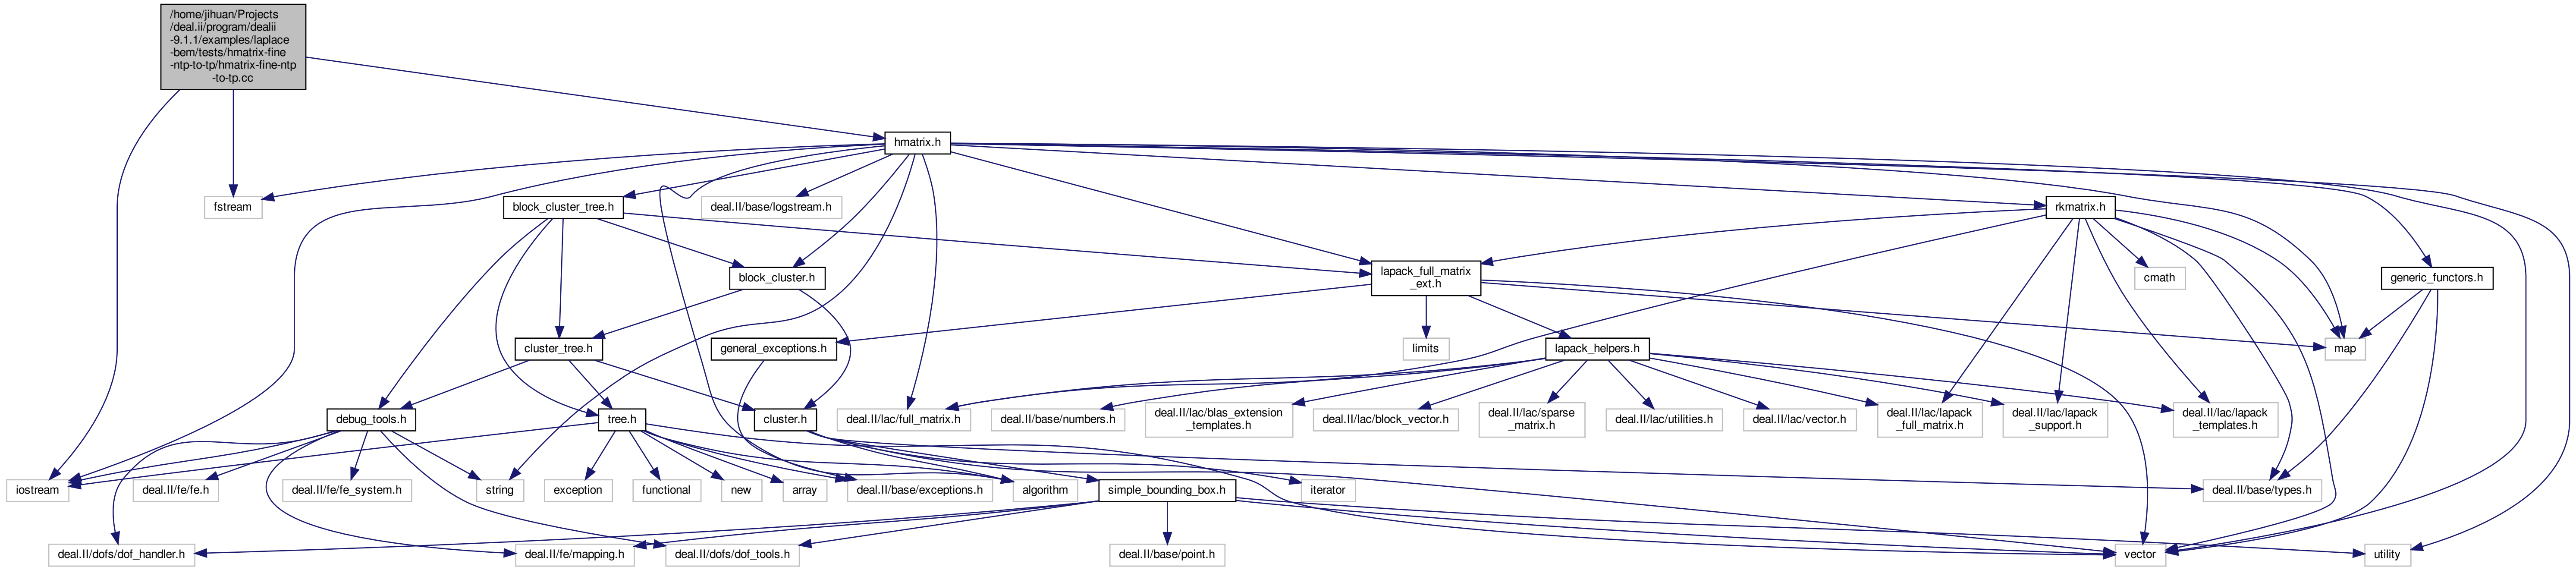 /home/jihuan/Projects
/deal.ii/program/dealii
-9.1.1/examples/laplace
-bem/tests/hmatrix-fine
-ntp-to-tp/hmatrix-fine-ntp
-to-tp.cc
hmatrix.h
fstream
block_cluster_tree.h
deal.II/base/logstream.h
rkmatrix.h
block_cluster.h
lapack_full_matrix
_ext.h
cmath
generic_functors.h
cluster_tree.h
general_exceptions.h
limits
lapack_helpers.h
map
debug_tools.h
tree.h
cluster.h
deal.II/lac/full_matrix.h
deal.II/base/numbers.h
deal.II/lac/blas_extension
_templates.h
deal.II/lac/block_vector.h
deal.II/lac/sparse
_matrix.h
deal.II/lac/utilities.h
deal.II/lac/vector.h
deal.II/lac/lapack
_full_matrix.h
deal.II/lac/lapack
_support.h
deal.II/lac/lapack
_templates.h
iostream
deal.II/fe/fe.h
deal.II/fe/fe_system.h
string
exception
functional
new
array
deal.II/base/exceptions.h
algorithm
simple_bounding_box.h
iterator
deal.II/base/types.h
deal.II/dofs/dof_handler.h
deal.II/fe/mapping.h
deal.II/dofs/dof_tools.h
deal.II/base/point.h
vector
utility